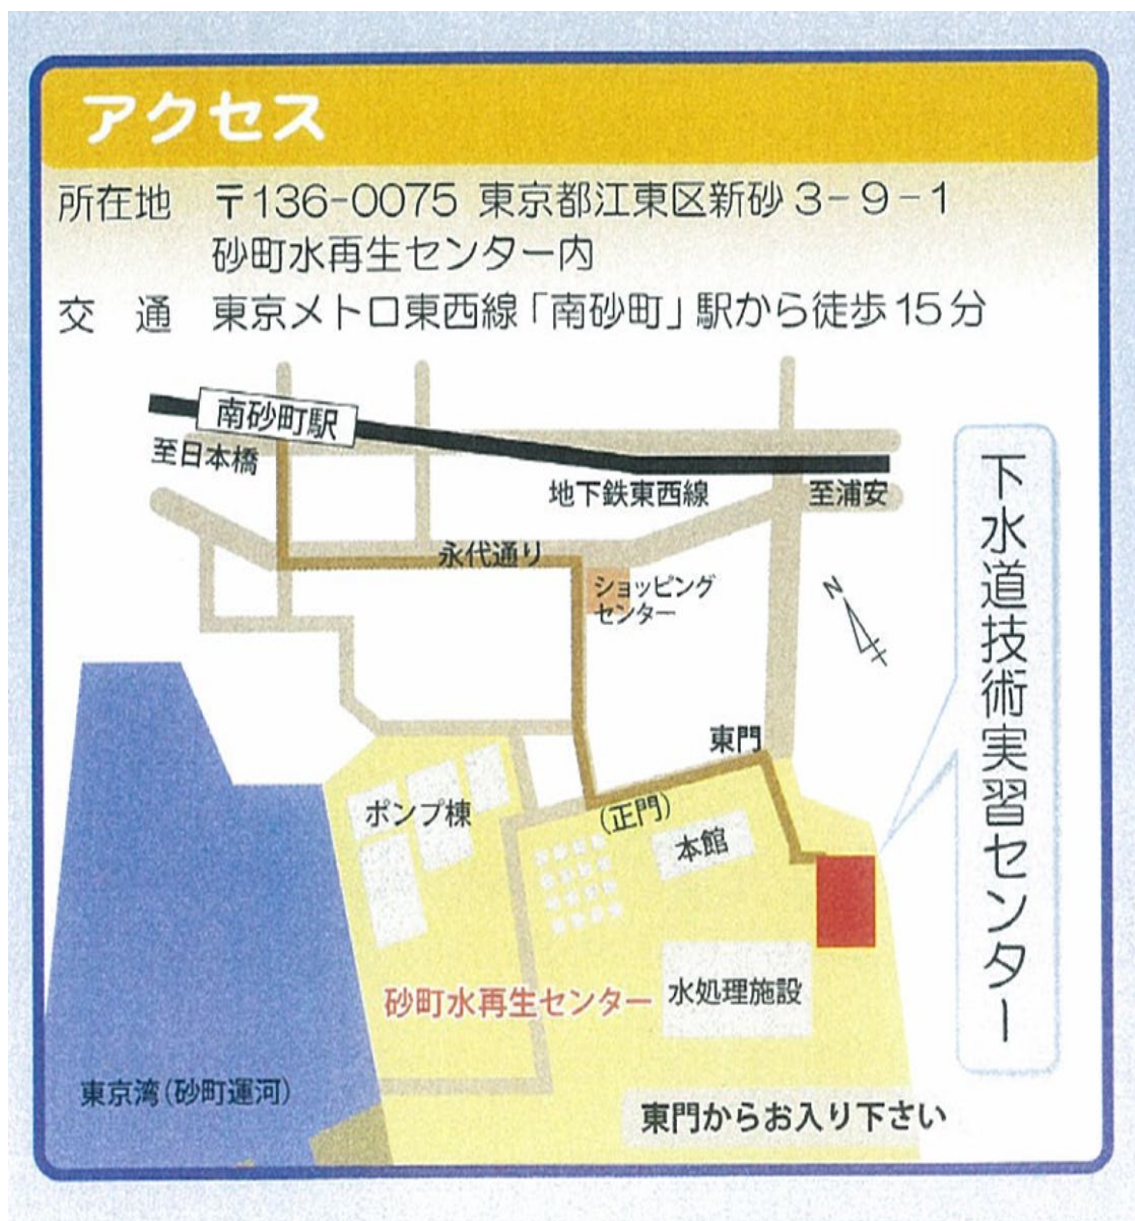 アクセス
所在地 〒136-0075 東京都江東区新砂3-9-1
砂町水再生センター内
交 通 東京メトロ東西線「南砂町」駅から徒歩15分
南砂町駅
至日本橋
地下鉄東西線
至浦安
永代通り
ショッピング
センター
N
下水道技術実習センター
東門
(正門)
ポンプ棟
本館
砂町水再生センター
水処理施設
東京湾(砂町運河)
東門からお入り下さい